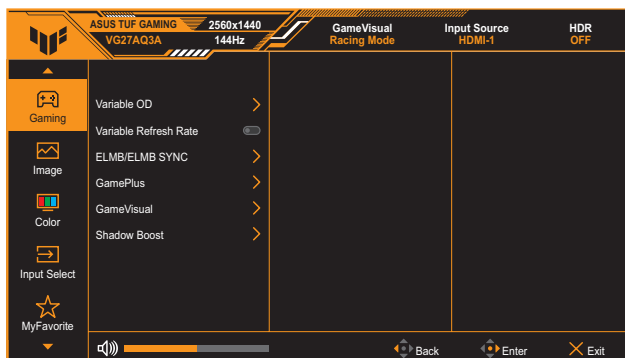 ASUS TUF GAMING 2560x1440
VG27AQ3A 144Hz
GameVisual
Racing Mode
Input Source
HDMI-1
HDR
OFF
Gaming
Image
Color
Input Select
MyFavorite
Variable OD
Variable Refresh Rate
ELMB/ELMB SYNC
GamePlus
GameVisual
Shadow Boost
Back
Enter
Exit